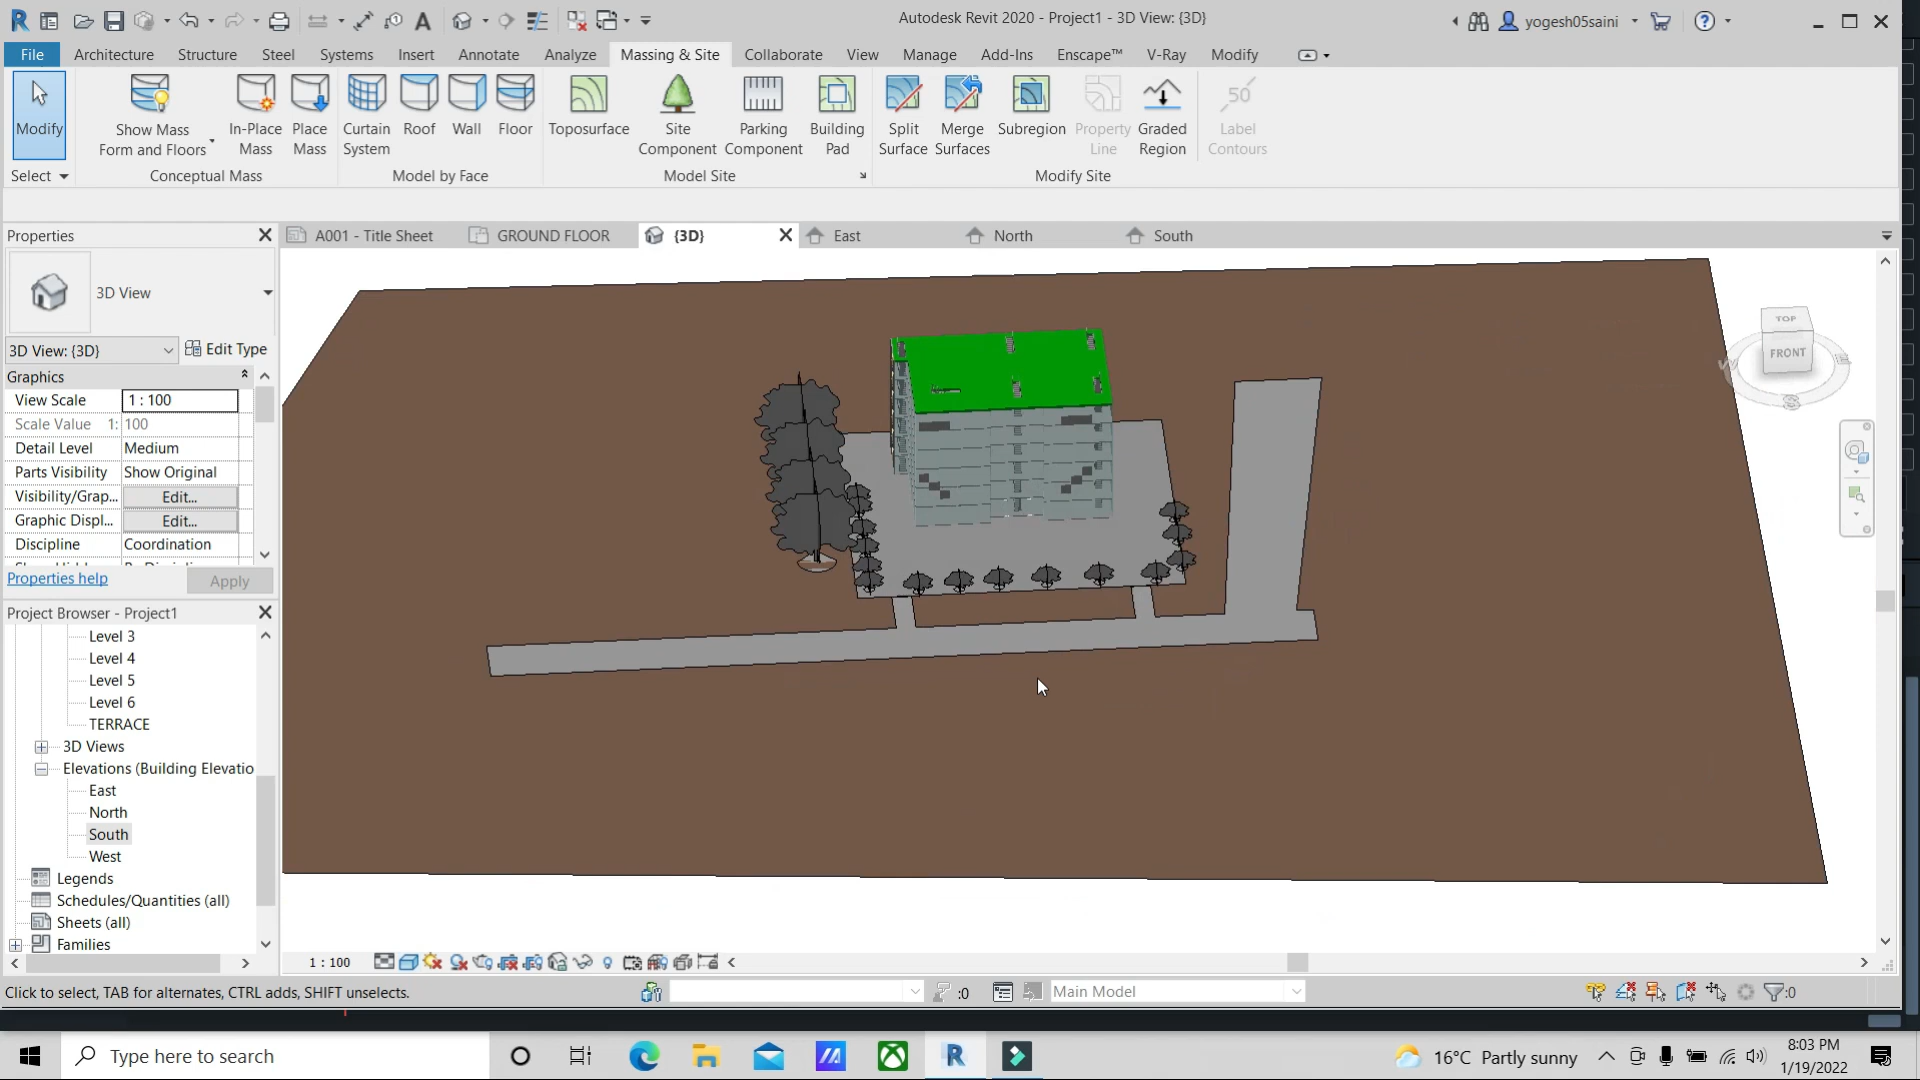 Autodesk Revit 2020 - Project1 - 3D View: {3D}
yogesh05saini
File Architecture Structure Steel Systems Insert Annotate Analyze Massing & Site Collaborate View Manage Add-Ins Enscape™ V-Ray Modify
Modify
Show Mass
Form and Floors
In-Place
Mass
Place
Mass
Curtain
System
Roof
Wall
Floor
Toposurface
Site
Component
Parking
Component
Building
Pad
Split
Surface
Merge
Surfaces
Subregion
Property
Line
Graded
Region
50
Label
Contours
Select
Conceptual Mass
Model by Face
Model Site
Modify Site
Properties
A001 - Title Sheet
GROUND FLOOR
{3D}
East
North
South
3D View
3D View: {3D}
Edit Type
Graphics
View Scale 1 : 100
Scale Value 1: 100
Detail Level Medium
Parts Visibility Show Original
Visibility/Grap... Edit...
Graphic Displ... Edit...
Discipline Coordination
Properties help
Apply
Project Browser - Project1
Level 3
Level 4
Level 5
Level 6
TERRACE
3D Views
Elevations (Building Elevatio
East
North
South
West
Legends
Schedules/Quantities (all)
Sheets (all)
Families
TOP
FRONT
W
1 : 100
Click to select, TAB for alternates, CTRL adds, SHIFT unselects.
:0
Main Model
:0
Type here to search
16°C Partly sunny
8:03 PM
1/19/2022